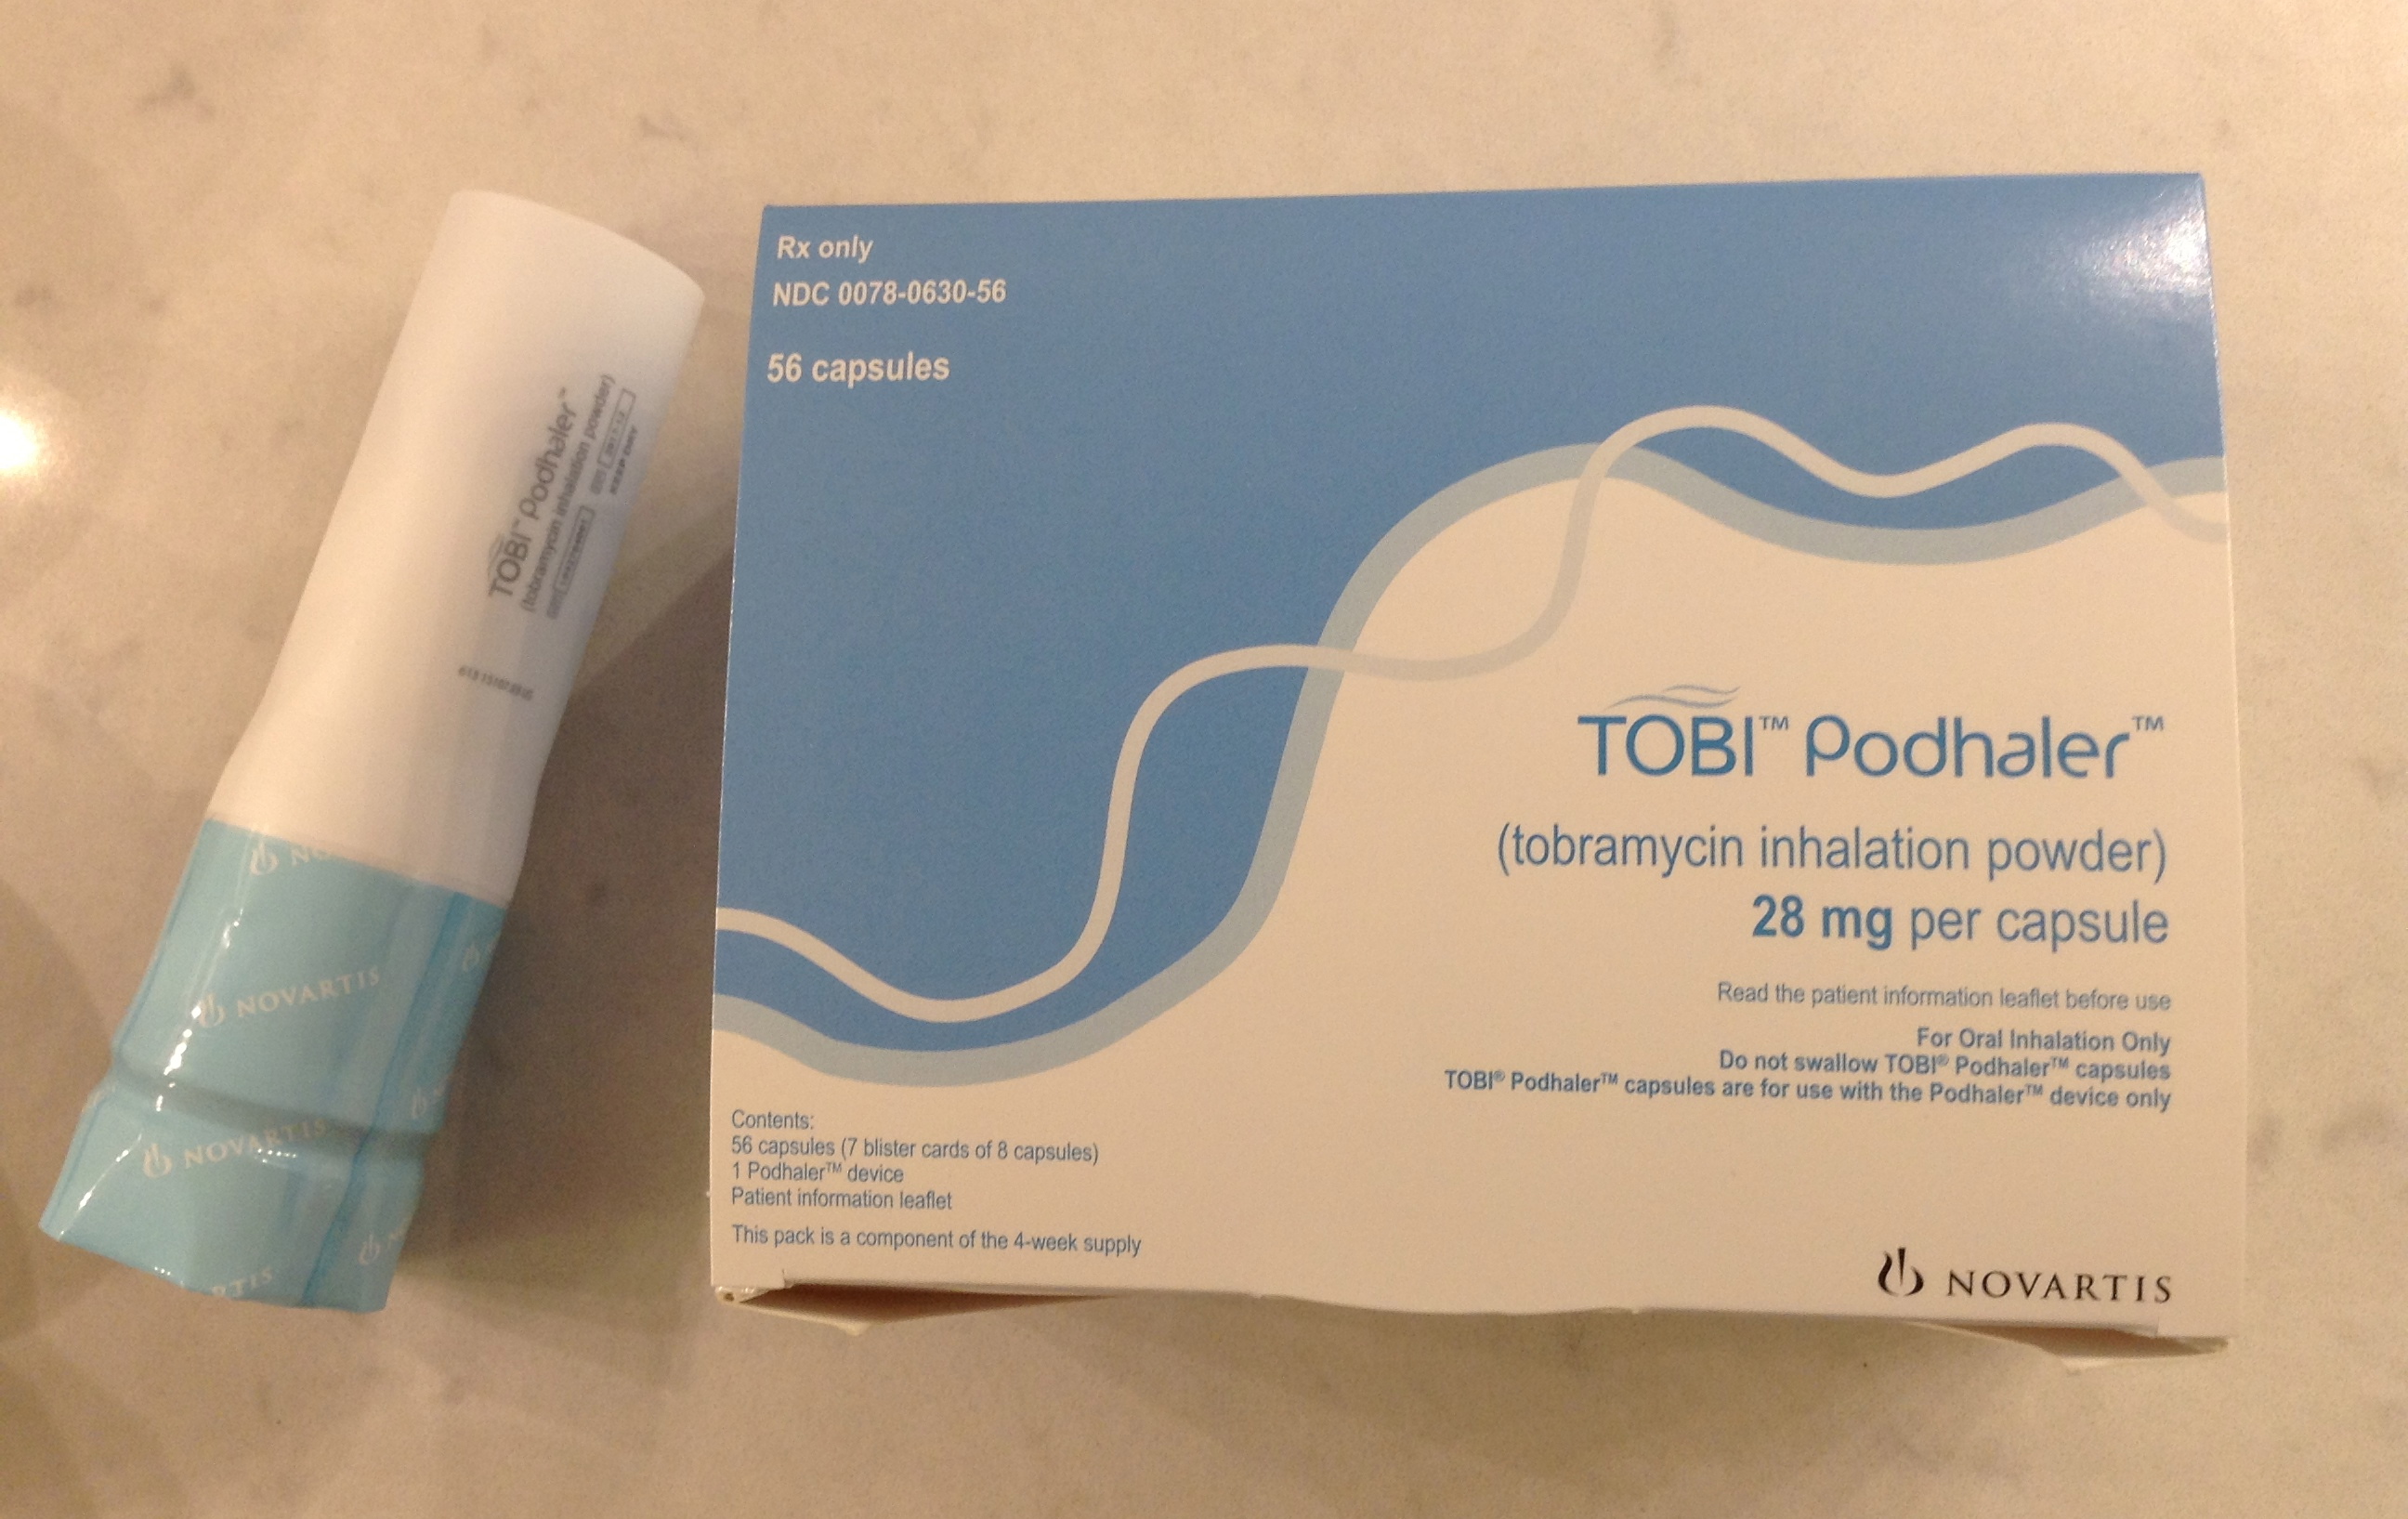 TOBI™ Podhaler™
(tobramycin inhalation powder)
KEEP DRY
NOVARTIS
NOVARTIS
Rx only
NDC 0078-0630-56
56 capsules
TOBI™ Podhaler™
(tobramycin inhalation powder)
28 mg per capsule
Read the patient information leaflet before use
For Oral Inhalation Only
Do not swallow TOBI® Podhaler™ capsules
TOBI® Podhaler™ capsules are for use with the Podhaler™ device only
Contents:
56 capsules (7 blister cards of 8 capsules)
1 Podhaler™ device
Patient information leaflet
This pack is a component of the 4-week supply
NOVARTIS